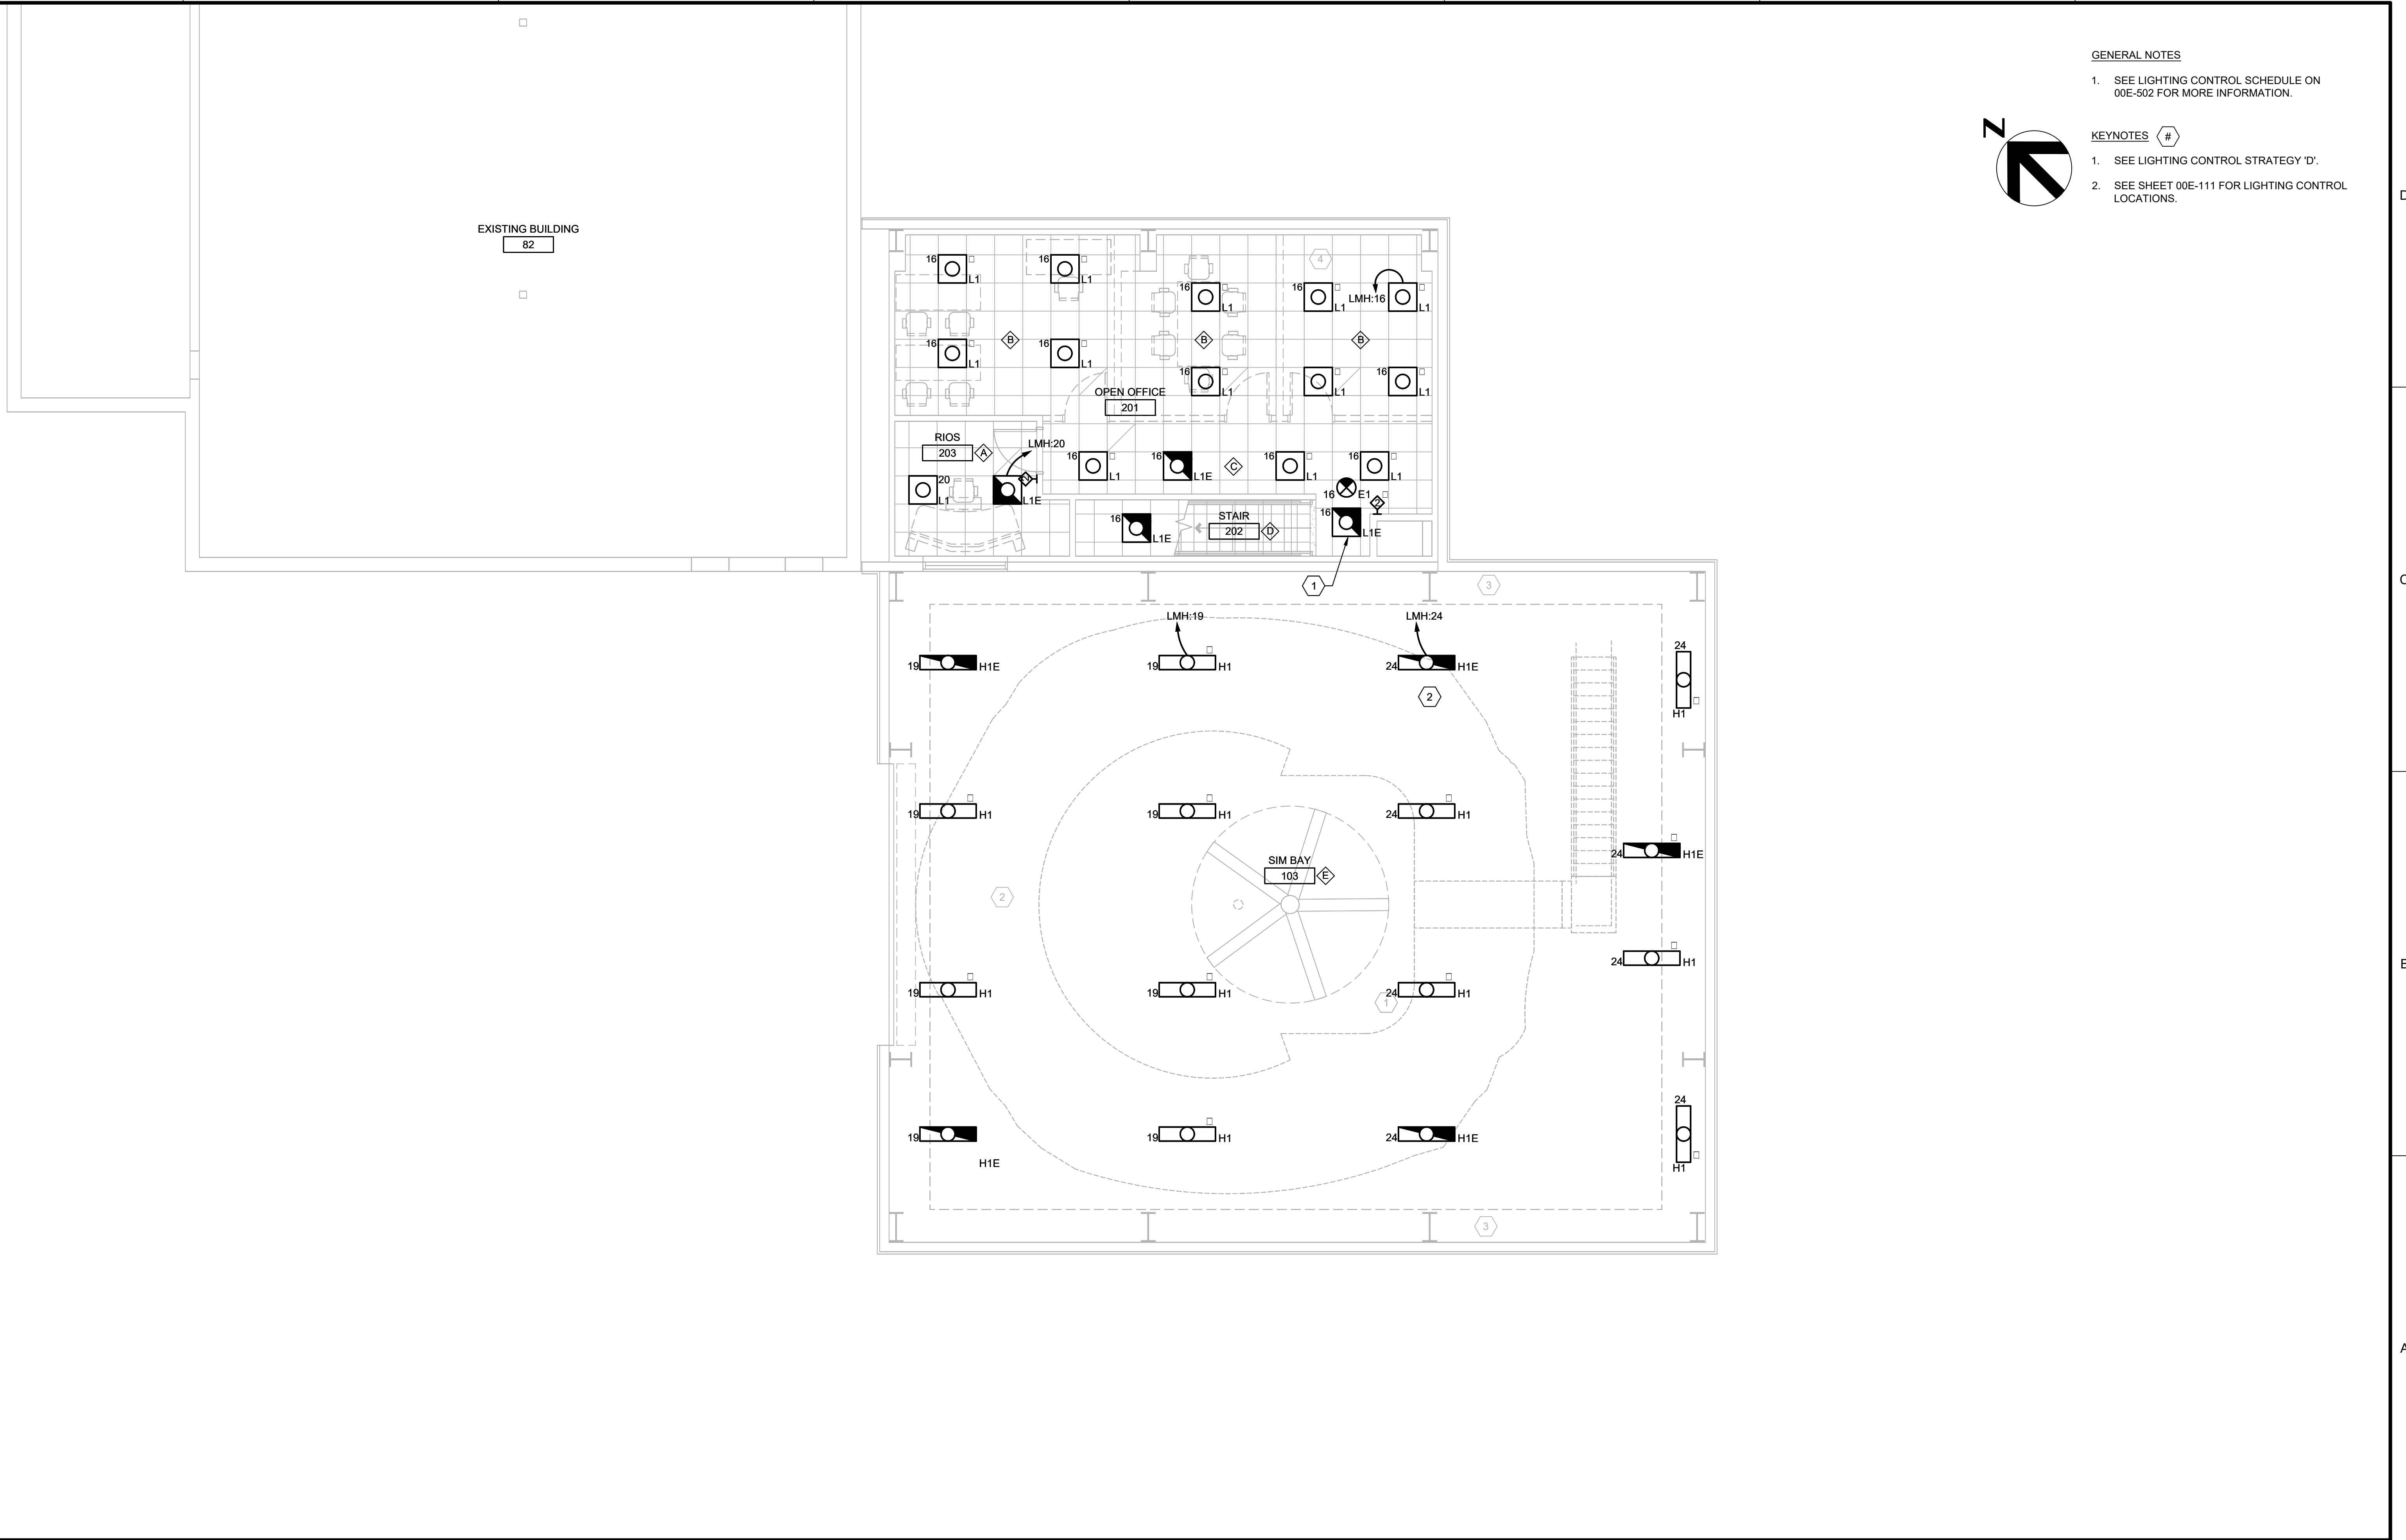 GENERAL NOTES
1. SEE LIGHTING CONTROL SCHEDULE ON
00E-502 FOR MORE INFORMATION.
N
KEYNOTES #
1. SEE LIGHTING CONTROL STRATEGY 'D'.
2. SEE SHEET 00E-111 FOR LIGHTING CONTROL
LOCATIONS.
D
C
B
A
EXISTING BUILDING
82
16 L1
16 L1
16 L1
16 L1
LMH:16
L1
4
16 L1
16 L1
B
B
B
16 L1
L1
16 L1
OPEN OFFICE
201
RIOS
203 A
LMH:20
20 L1
L1E
2
16 L1
16 L1E
C
16 L1
16 L1
16 E1
2
16 L1E
STAIR
202 D
16 L1E
1
3
LMH:19
LMH:24
19 H1E
19 H1
24 H1E
2
24
H1
19 H1
19 H1
24 H1
24 H1E
SIM BAY
103 E
2
24 H1
19 H1
19 H1
24 H1
1
24
H1
19
H1E
19 H1
24 H1E
3